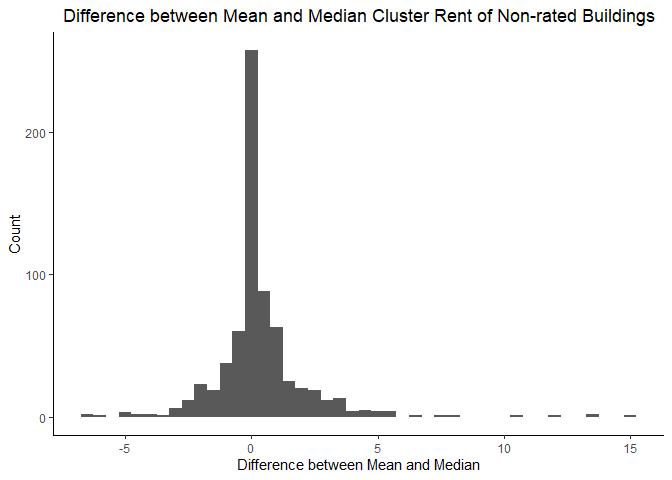 Difference between Mean and Median Cluster Rent of Non-rated Buildings
Count
200
100
0
-5 0 5 10 15
Difference between Mean and Median